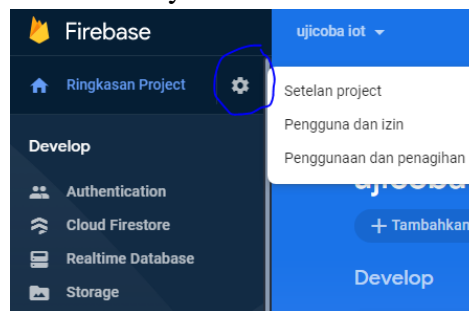 Firebase
ujicoba iot
Ringkasan Project
Setelan project
Pengguna dan izin
Penggunaan dan penagihan
Develop
Authentication
Cloud Firestore
Realtime Database
Storage
+ Tambahkan
Develop